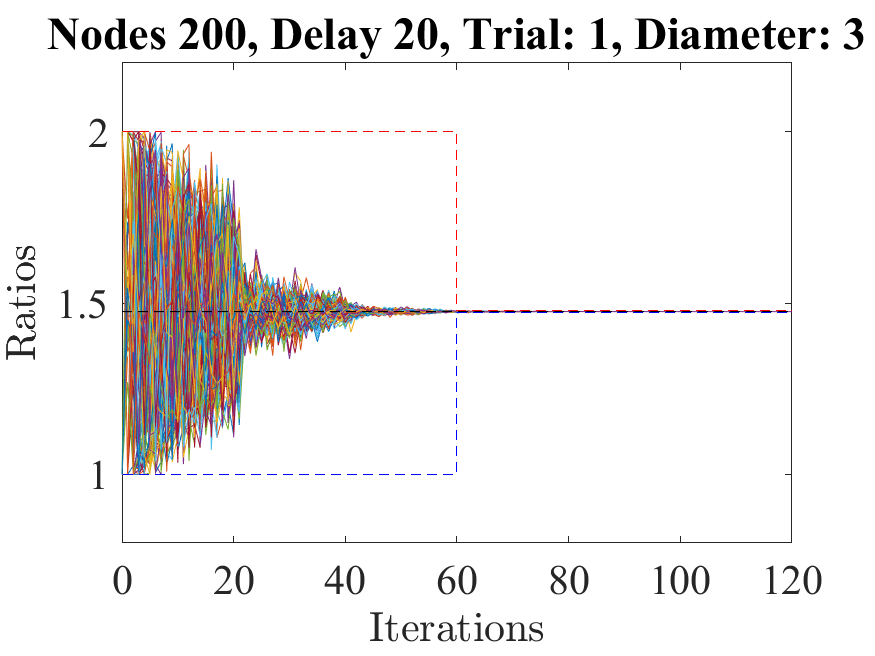 Nodes 200, Delay 20, Trial: 1, Diameter: 3
2
1.5
1
Ratios
0 20 40 60 80 100 120
Iterations